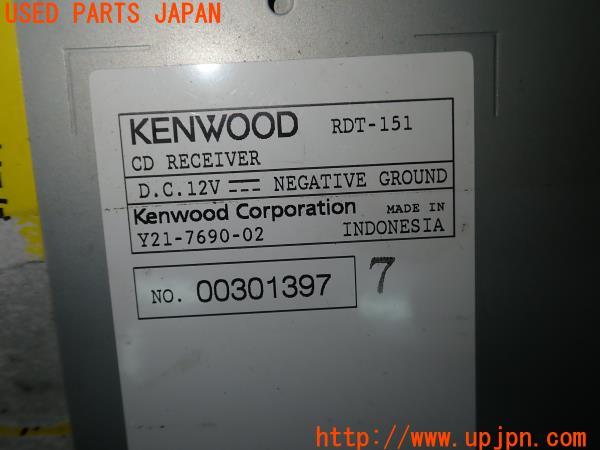 USED PARTS JAPAN
KENWOOD RDT-151
CD RECEIVER
D.C.12V NEGATIVE GROUND
Kenwood Corporation MADE IN
Y21-7690-02 INDONESIA
NO. 00301397 7
http://www.upjpn.com